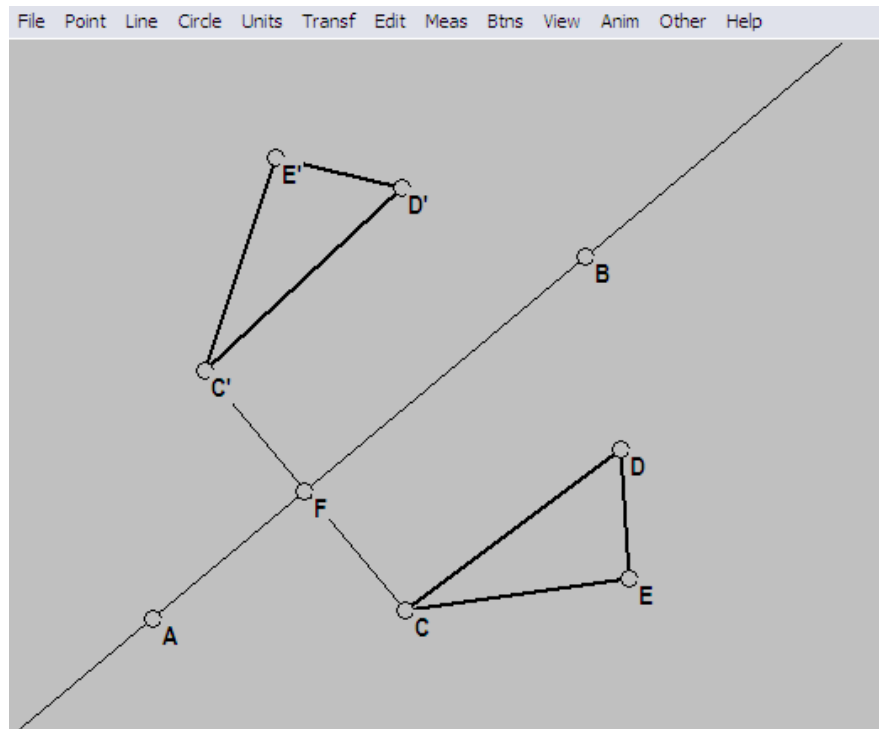 File Point Line Circle Units Transf Edit Meas Btns View Anim Other Help
E'
D'
B
C'
D
F
E
C
A